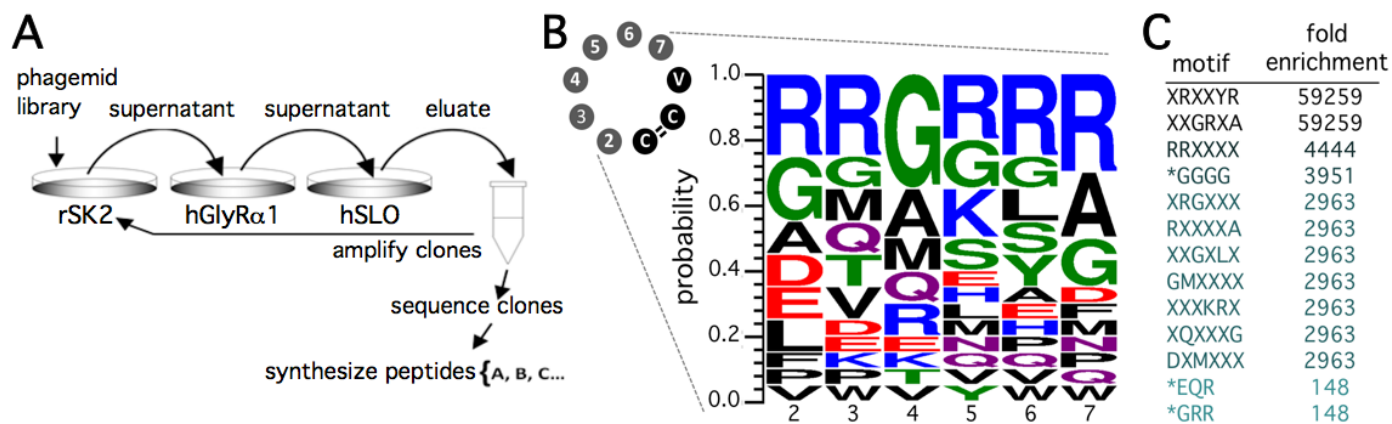 A
phagemid
library
supernatant
supernatant
eluate
rSK2
hGlyRα1
hSLO
amplify clones
sequence clones
synthesize peptides {A, B, C...
B
2
3
4
5
6
7
V
C
C
probability
1.0
0.8
0.6
0.4
0.2
0.0
R G A D E L F P V
R G M Q T V D E K P W
G A M Q R E K T V
R G K S E H L M N Q V Y
R G L S Y A E H P Q V W
R A G D F M N P Q W
2 3 4 5 6 7
C
fold
motif enrichment
XRXXYR 59259
XXGRXA 59259
RRXXXX 4444
*GGGG 3951
XRGXXX 2963
RXXXXA 2963
XXGXLX 2963
GMXXXX 2963
XXXKRX 2963
XQXXXG 2963
DXMXXX 2963
*EQR 148
*GRR 148